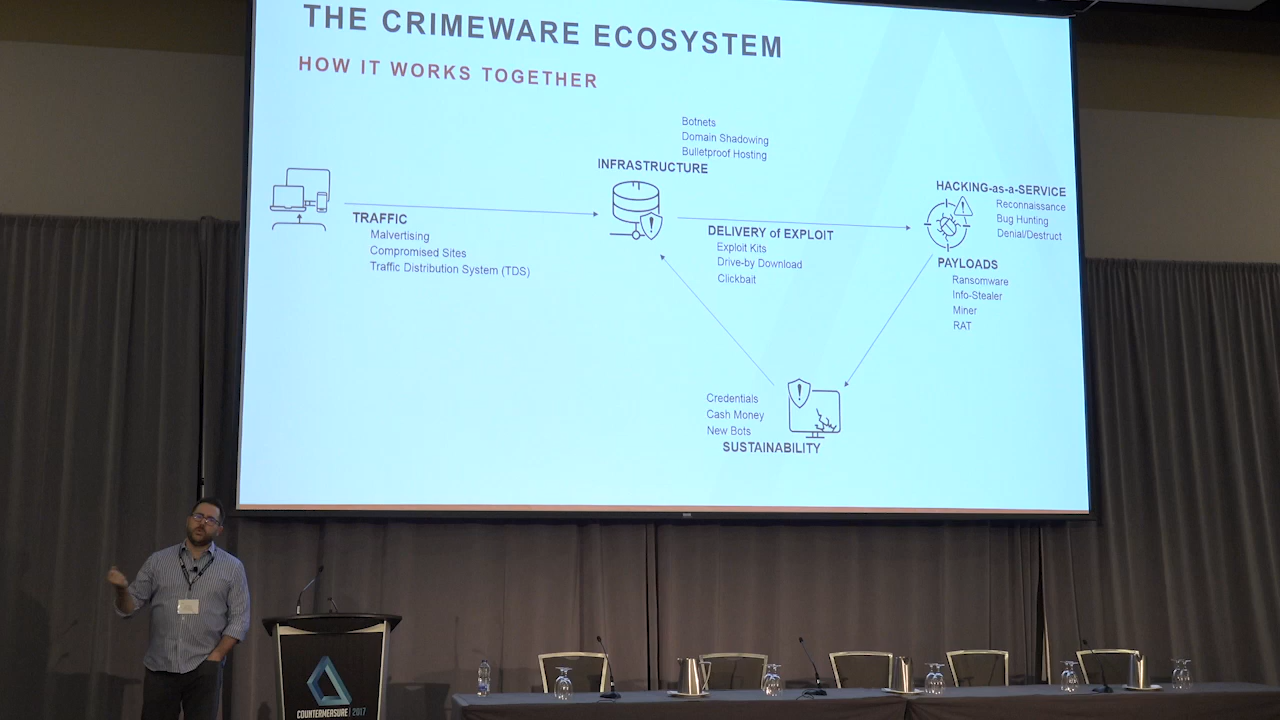 THE CRIMEWARE ECOSYSTEM
HOW IT WORKS TOGETHER
Botnets
Domain Shadowing
Bulletproof Hosting
INFRASTRUCTURE
TRAFFIC
Malvertising
Compromised Sites
Traffic Distribution System (TDS)
DELIVERY of EXPLOIT
Exploit Kits
Drive-by Download
Clickbait
HACKING-as-a-SERVICE
Reconnaissance
Bug Hunting
Denial/Destruct
PAYLOADS
Ransomware
Info-Stealer
Miner
RAT
Credentials
Cash Money
New Bots
SUSTAINABILITY
COUNTERMEASURE | 2017